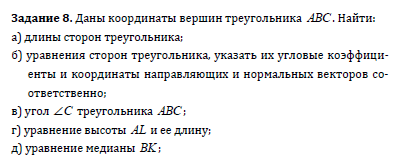 Задание 8. Даны координаты вершин треугольника ABC. Найти:
а) длины сторон треугольника;
б) уравнения сторон треугольника, указать их угловые коэффици-
енты и координаты направляющих и нормальных векторов со-
ответственно;
в) угол ∠C треугольника ABC;
г) уравнение высоты AL и ее длину;
д) уравнение медианы BK;